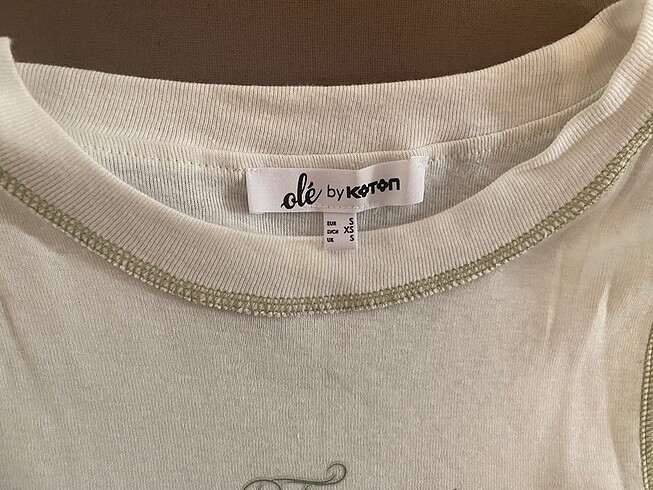 olé by KOTON
EUR S
D/CH XS
UK S